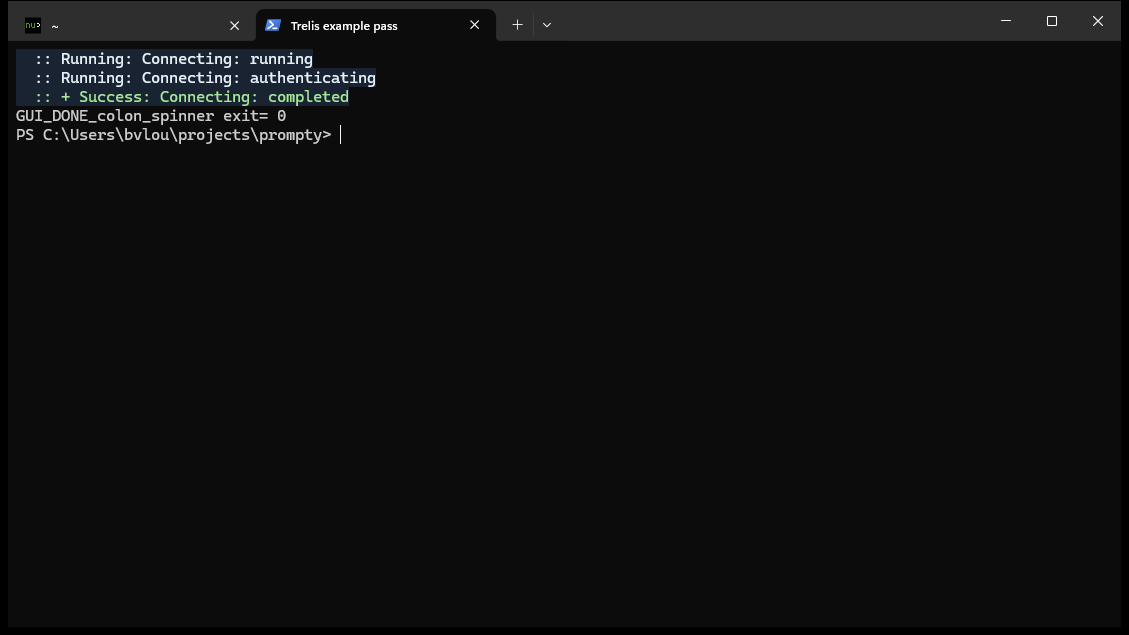 nu>
~
Trelis example pass
:: Running: Connecting: running
:: Running: Connecting: authenticating
:: + Success: Connecting: completed
GUI_DONE_colon_spinner exit= 0
PS C:\Users\bvlou\projects\prompty>